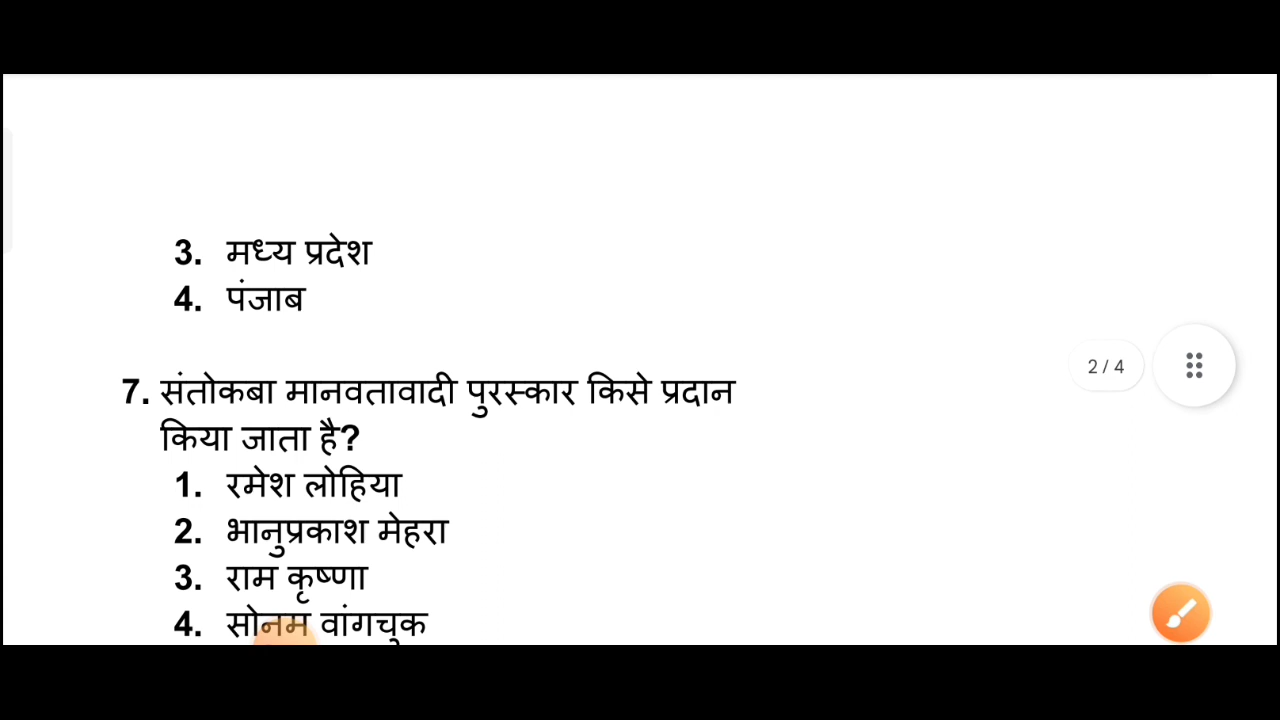 3. मध्य प्रदेश
4. पंजाब
2 / 4
7. संतोकबा मानवतावादी पुरस्कार किसे प्रदान
किया जाता है?
1. रमेश लोहिया
2. भानुप्रकाश मेहरा
3. राम कृष्णा
4. सोनम वांगचुक